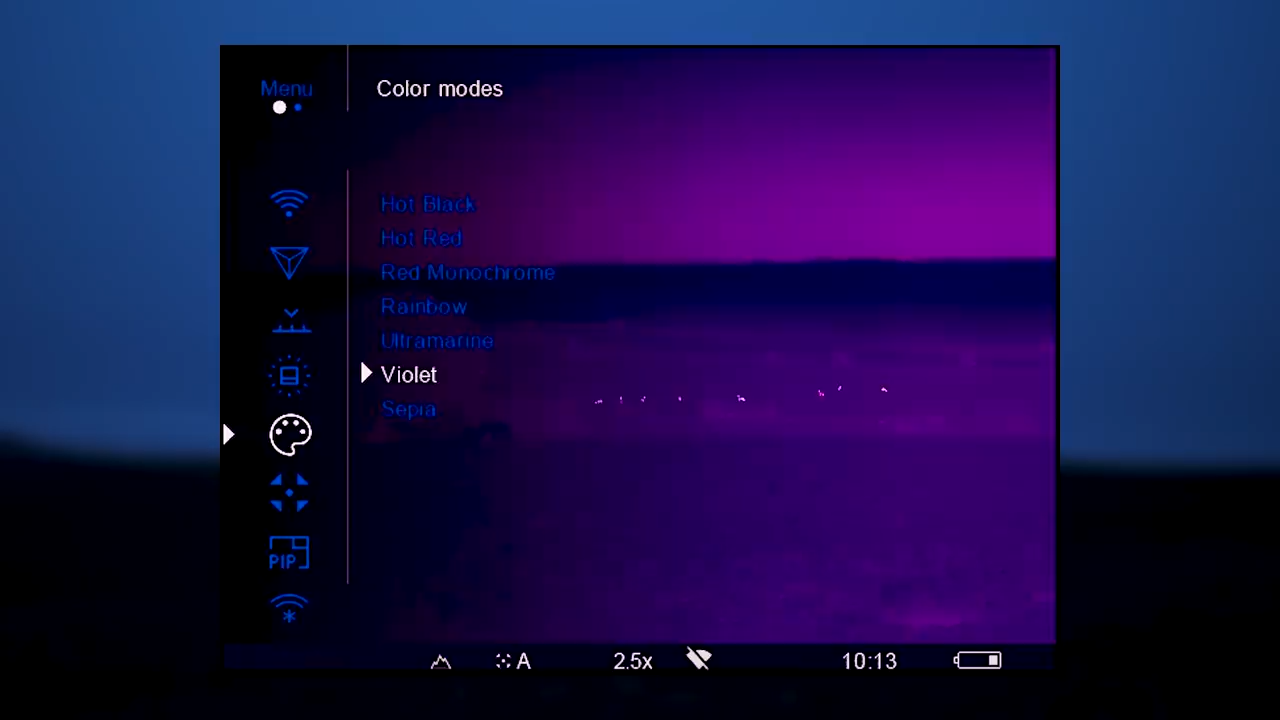 Menu
Color modes
Hot Black
Hot Red
Red Monochrome
Rainbow
Ultramarine
Violet
Sepia
PIP
A
2.5x
10:13